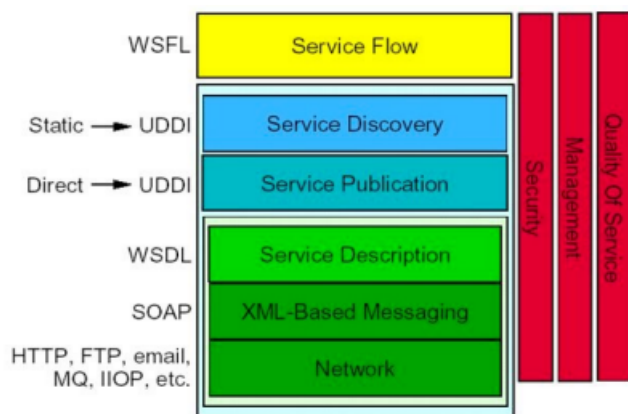 WSFL Service Flow
Static → UDDI Service Discovery
Direct → UDDI Service Publication
WSDL Service Description
SOAP XML-Based Messaging
HTTP, FTP, email,
MQ, IIOP, etc. Network
Security
Management
Quality Of Service